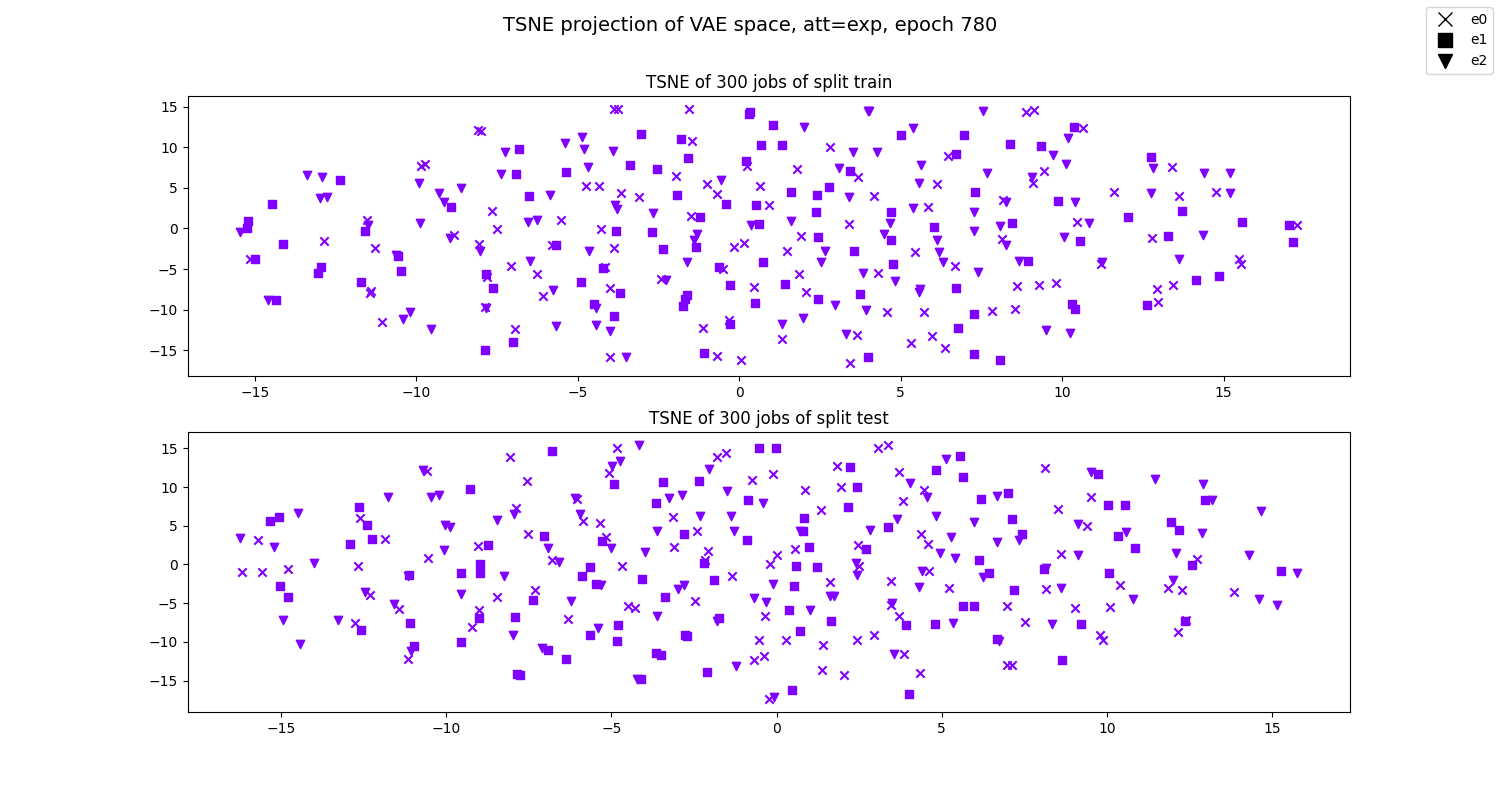 TSNE projection of VAE space, att=exp, epoch 780
e0
e1
e2
TSNE of 300 jobs of split train
15
10
5
0
−5
−10
−15
−15 −10 −5 0 5 10 15
TSNE of 300 jobs of split test
15
10
5
0
−5
−10
−15
−15 −10 −5 0 5 10 15